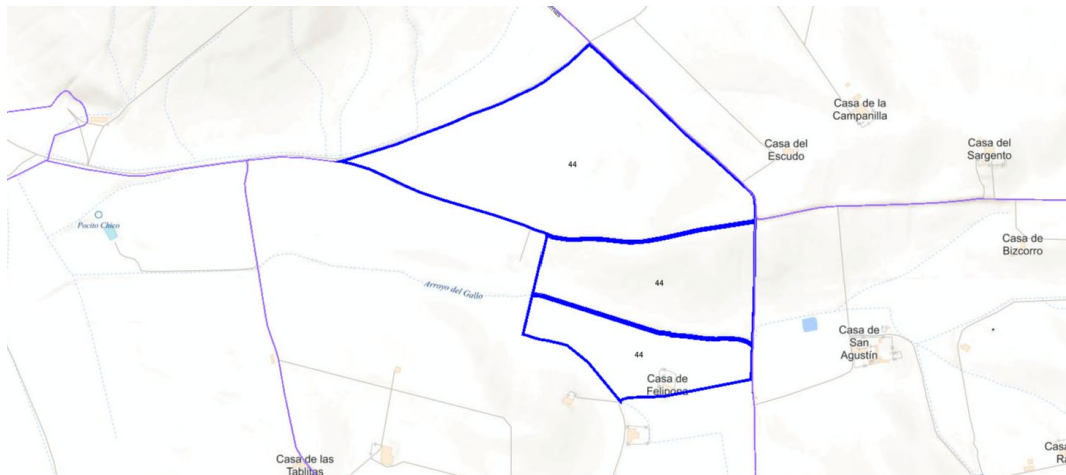 Casa de la
Campanilla
Casa del
Escudo
Casa del
Sargento
44
Pocito Chico
Casa de
Bizcorro
44
Arroyo del Gallo
Casa de
San
Agustín
44
Casa de
Felipona
Casa de las
Tablitas
Casa